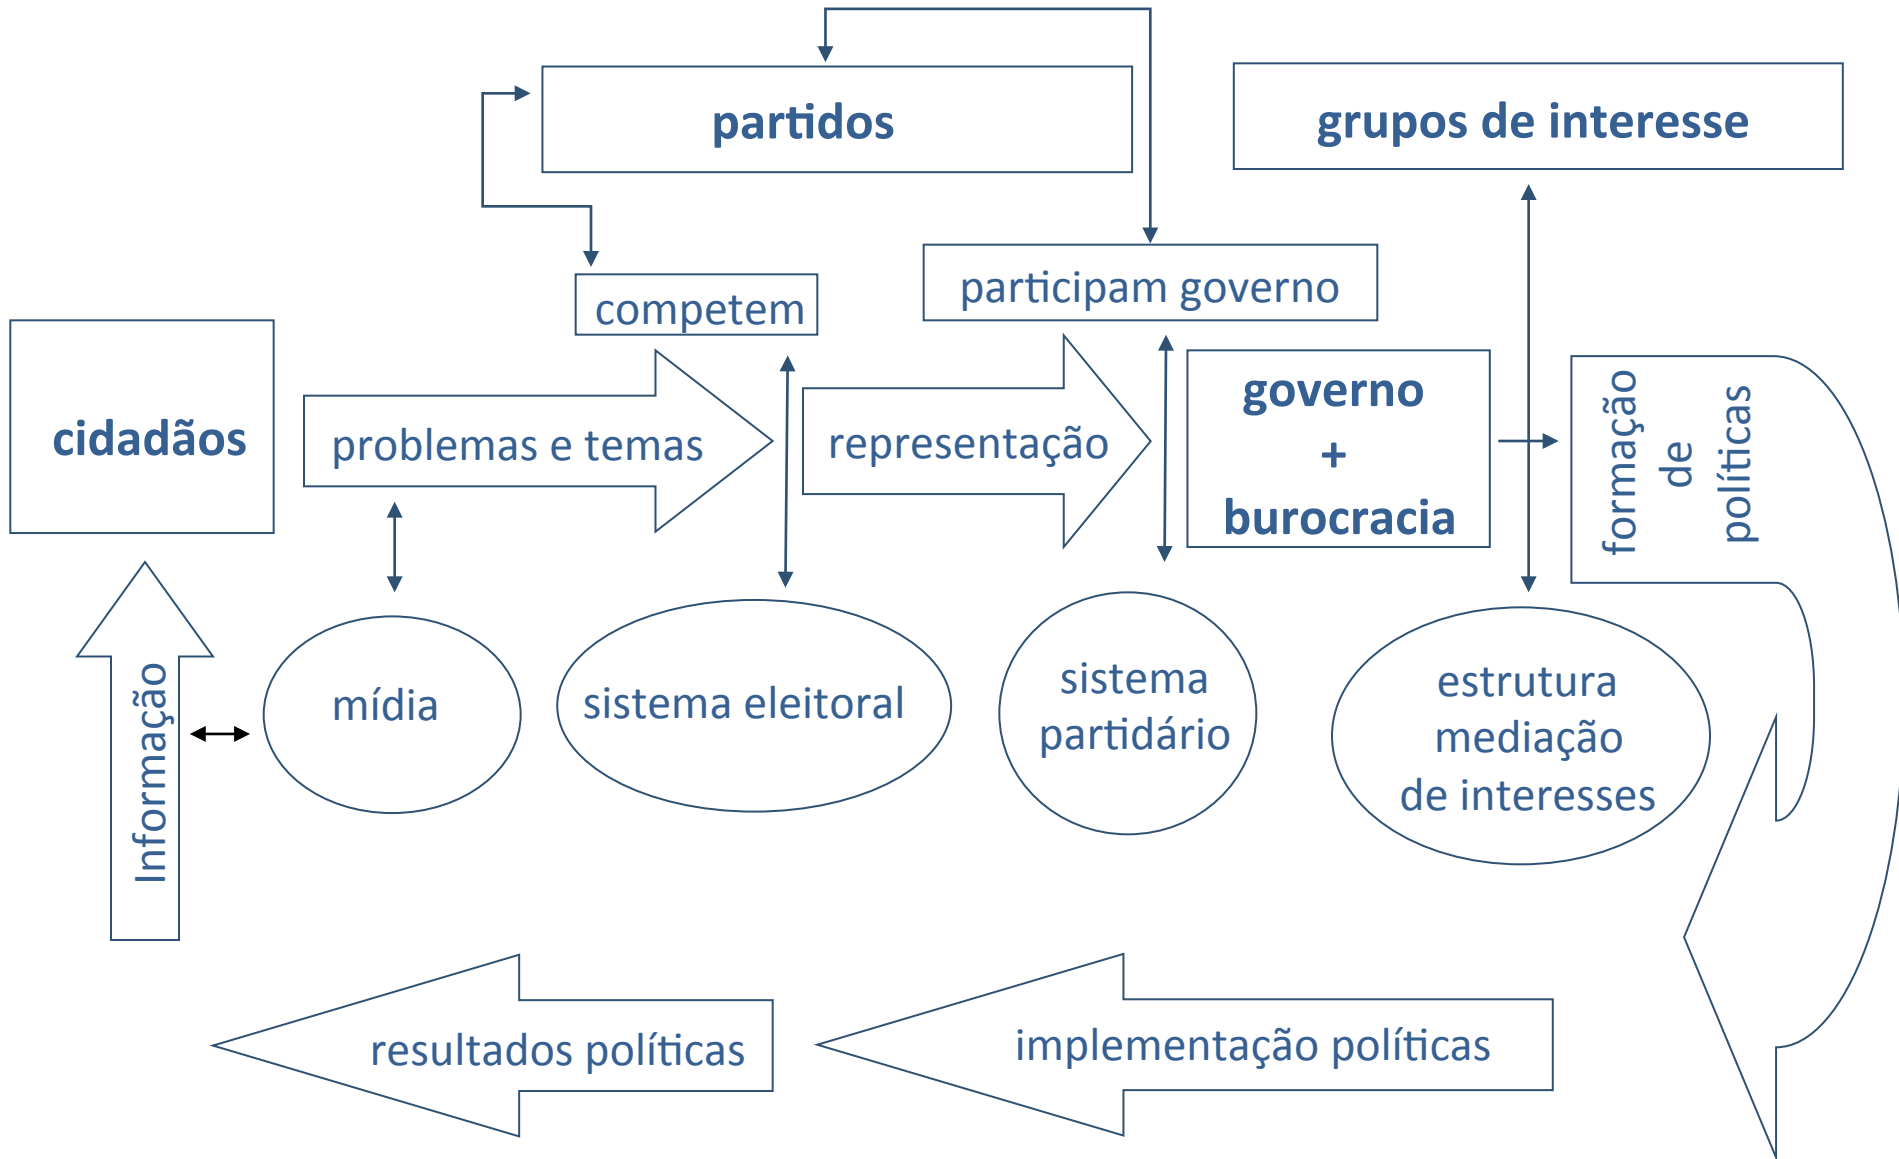 partidos
grupos de interesse
competem
participam governo
cidadãos
problemas e temas
representação
governo
+
burocracia
formação
de
políticas
Informação
mídia
sistema eleitoral
sistema
partidário
estrutura
mediação
de interesses
resultados políticas
implementação políticas